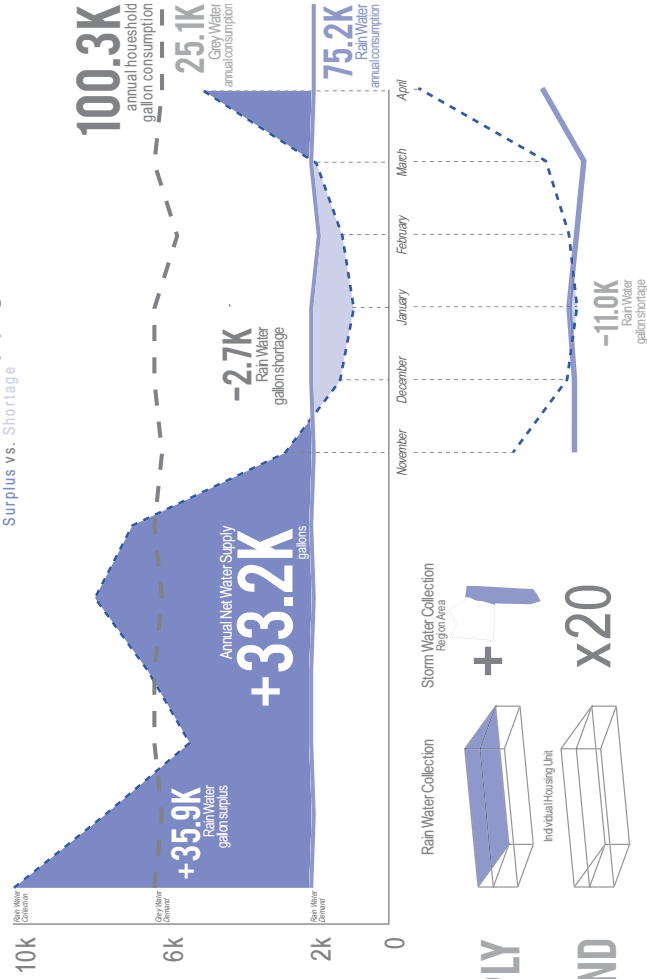 Surplus vs. Shortage
100.3K
annual houeshold
gallon consumption
25.1K
Grey Water
annual consumption
75.2K
Rain Water
annual consumption
-2.7K
Rain Water
gallon shortage
Annual Net Water Supply
+33.2K
gallons
+35.9K
Rain Water
gallon surplus
Rain Water
Collection
Grey Water
Demand
Rain Water
Demand
10k
6k
2k
0
November
December
January
February
March
April
-11.0K
Rain Water
gallon shortage
Rain Water Collection
+
Storm Water Collection
Region Area
Individual Housing Unit
x20
PLY
ND